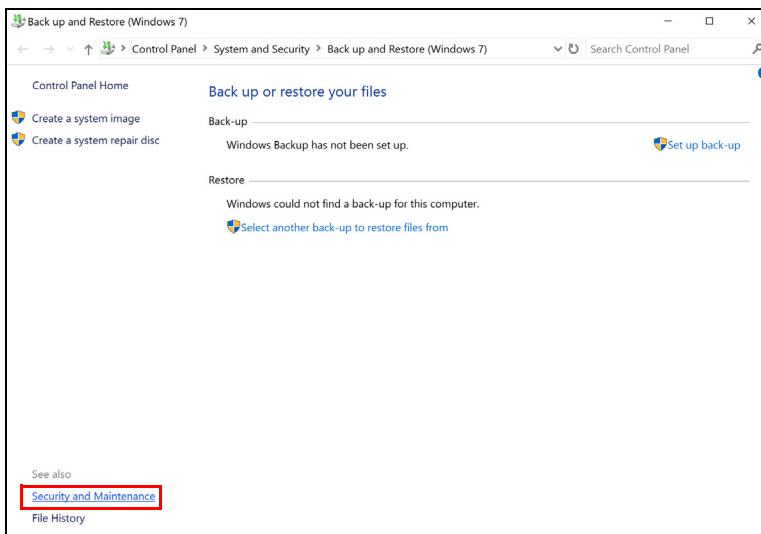 Back up and Restore (Windows 7)
Control Panel > System and Security > Back up and Restore (Windows 7)
Search Control Panel
Control Panel Home
Create a system image
Create a system repair disc
Back up or restore your files
Back-up
Windows Backup has not been set up.
Set up back-up
Restore
Windows could not find a back-up for this computer.
Select another back-up to restore files from
See also
Security and Maintenance
File History